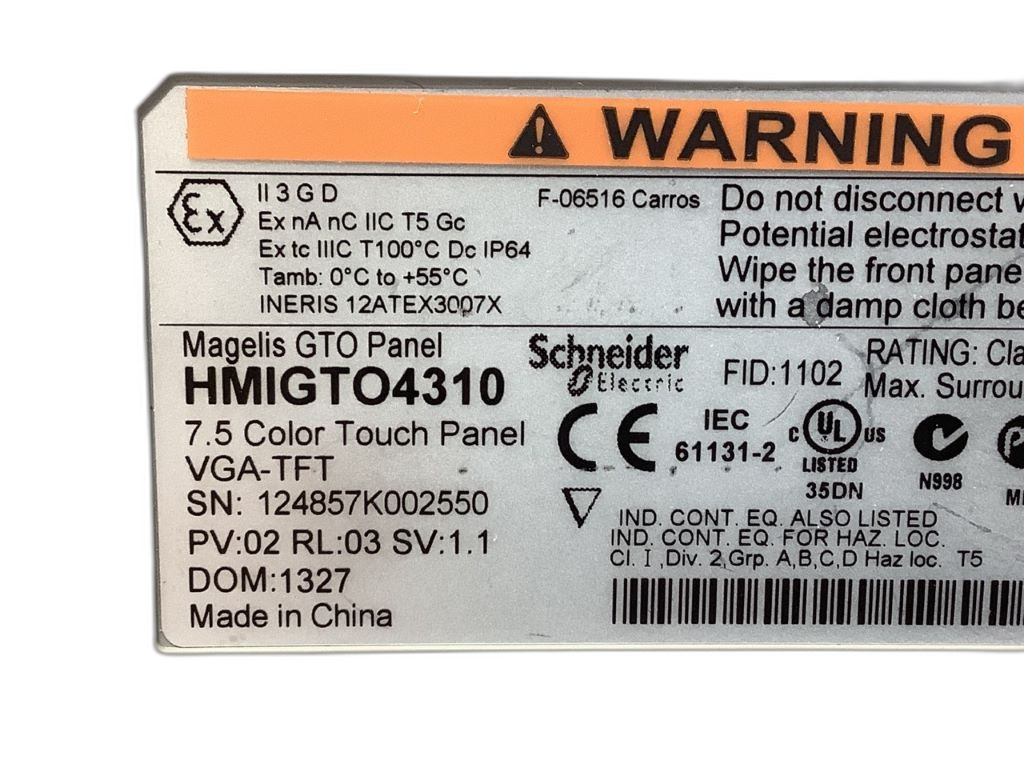 WARNING
Ex
II 3 G D
Ex nA nC IIC T5 Gc
Ex tc IIIC T100°C Dc IP64
Tamb: 0°C to +55°C
INERIS 12ATEX3007X
F-06516 Carros
Do not disconnect
Potential
Wipe the front
with a damp cloth
Magelis GTO Panel
HMIGTO4310
7.5 Color Touch Panel
VGA-TFT
SN: 124857K002550
PV:02 RL:03 SV:1.1
DOM:1327
Made in China
Schneider
Electric
FID:1102
RATING:
Max.
CE
IEC
61131-2
C UL US
LISTED
35DN
N998
IND. CONT. EQ. ALSO LISTED
IND. CONT. EQ. FOR HAZ. LOC.
Cl. I ,Div. 2,Grp. A,B,C,D Haz loc. T5